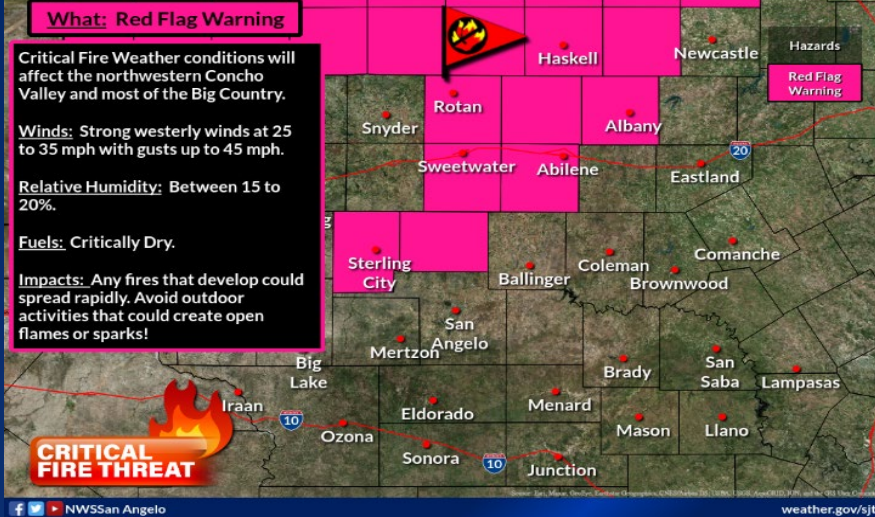 What: Red Flag Warning
Critical Fire Weather conditions will
affect the northwestern Concho
Valley and most of the Big Country.
Winds: Strong westerly winds at 25
to 35 mph with gusts up to 45 mph.
Relative Humidity: Between 15 to
20%.
Fuels: Critically Dry.
Impacts: Any fires that develop could
spread rapidly. Avoid outdoor
activities that could create open
flames or sparks!
Hazards
Red Flag
Warning
Haskell
Newcastle
Rotan
Snyder
Albany
20
Sweetwater
Abilene
Eastland
Sterling
City
Ballinger
Coleman
Comanche
Brownwood
San
Angelo
Mertzon
Big
Lake
Brady
San
Saba
Lampasas
Iraan
Eldorado
Menard
10
Ozona
Mason
Llano
Sonora
10
Junction
CRITICAL
FIRE THREAT
NWSSan Angelo
weather.gov/sjt